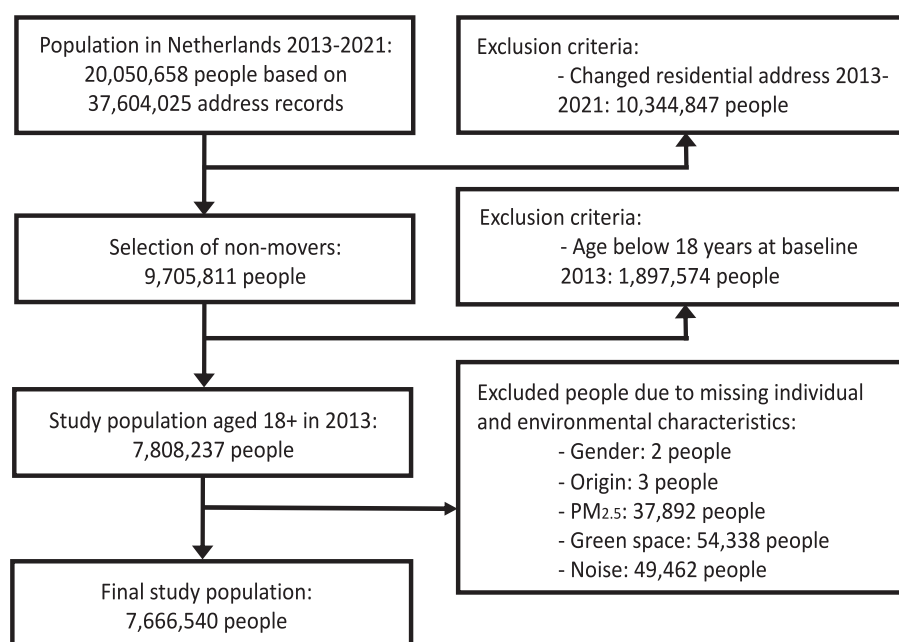 Population in Netherlands 2013-2021:
20,050,658 people based on
37,604,025 address records
Exclusion criteria:
- Changed residential address 2013-
2021: 10,344,847 people
Selection of non-movers:
9,705,811 people
Exclusion criteria:
- Age below 18 years at baseline
2013: 1,897,574 people
Study population aged 18+ in 2013:
7,808,237 people
Excluded people due to missing individual
and environmental characteristics:
- Gender: 2 people
- Origin: 3 people
- PM2.5: 37,892 people
- Green space: 54,338 people
- Noise: 49,462 people
Final study population:
7,666,540 people